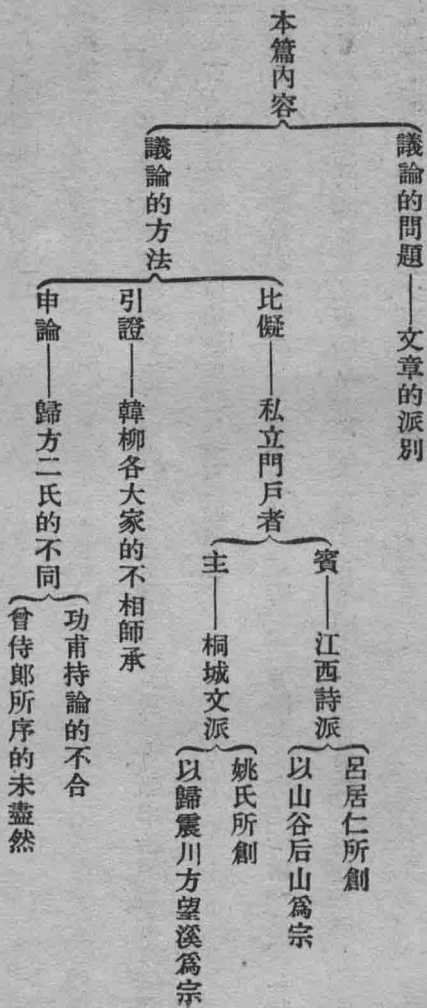 本篇內容
議論的問題——文章的派別
議論的方法
比儗——私立門戶者
賓——江西詩派
呂居仁所創
以山谷后山爲宗
主——桐城文派
姚氏所創
以歸震川方望溪爲宗
引證——韓柳各大家的不相師承
申論——歸方二氏的不同
功甫持論的不合
曾侍郎所序的未盡然